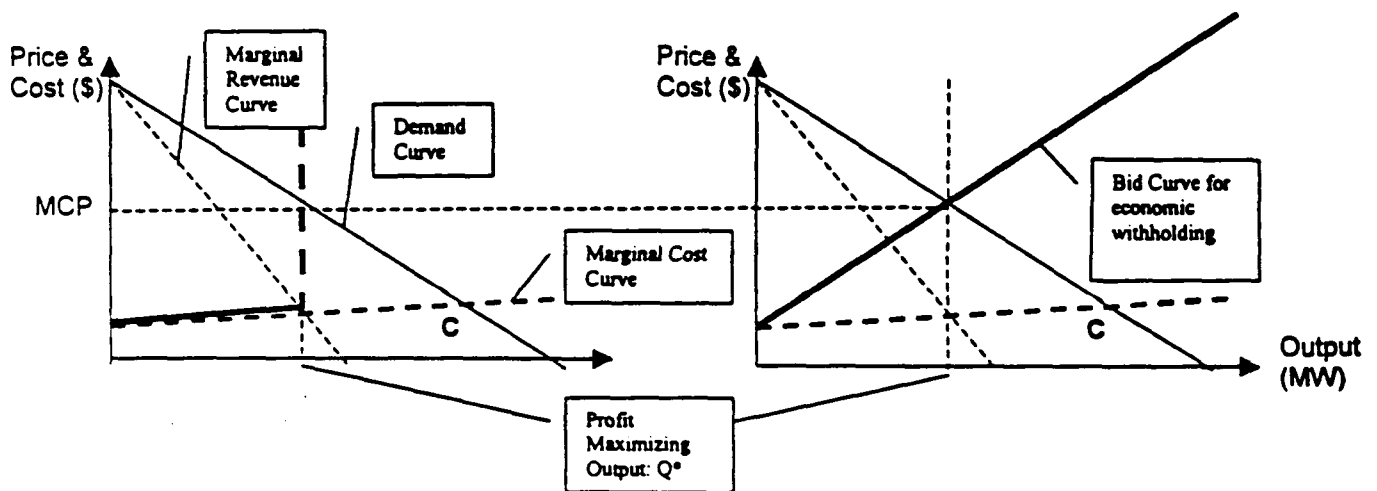 Price &
Cost ($)
Marginal
Revenue
Curve
Demand
Curve
MCP
Marginal Cost
Curve
C
Profit
Maximizing
Output: Q*
Price &
Cost ($)
Bid Curve for
economic
withholding
C
Output
(MW)